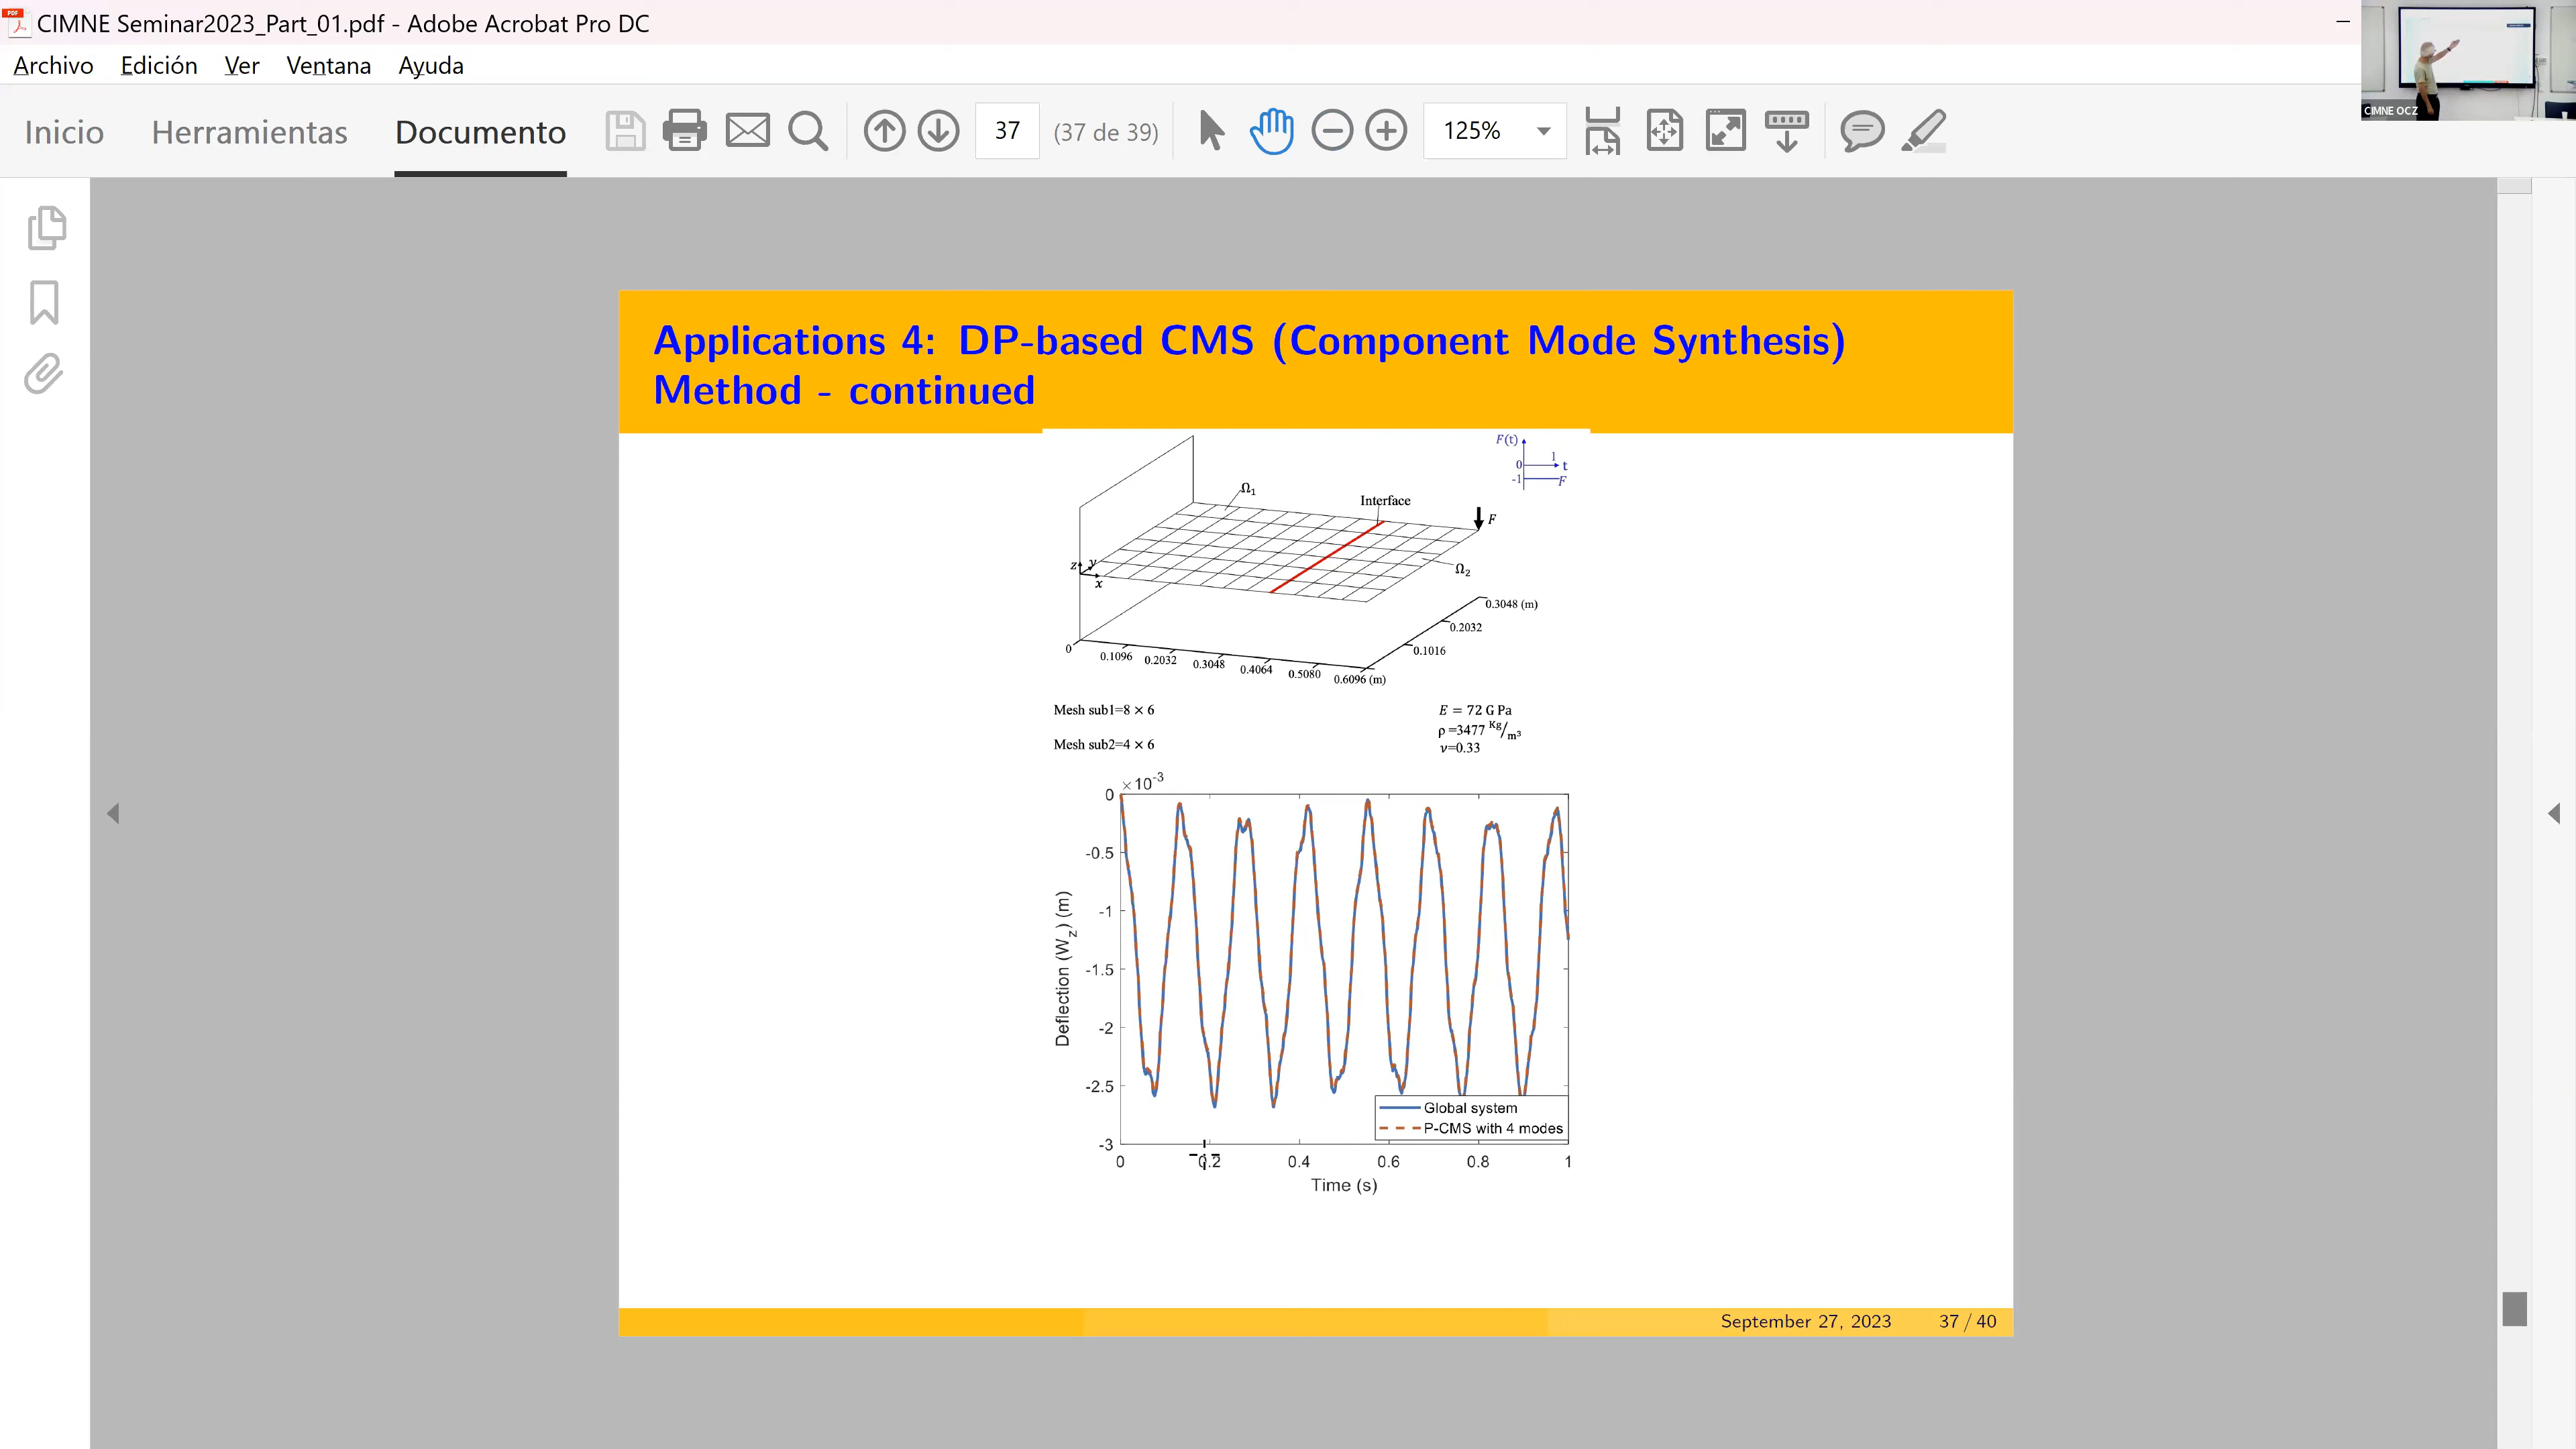 CIMNE Seminar2023_Part_01.pdf - Adobe Acrobat Pro DC
Archivo Edición Ver Ventana Ayuda
Inicio Herramientas Documento 37 (37 de 39) 125%
CIMNE OCZ
Applications 4: DP-based CMS (Component Mode Synthesis)
Method - continued
F(t)
0 1 t
-1 F
Ω₁
Interface
F
Ω₂
z y
x
0.3048 (m)
0.2032
0.1016
0 0.1096 0.2032 0.3048 0.4064 0.5080 0.6096 (m)
Mesh sub1=8 × 6
E = 72 G Pa
ρ =3477 Kg/m³
Mesh sub2=4 × 6
ν=0.33
×10⁻³
0
-0.5
-1
-1.5
-2
-2.5
-3
Deflection (W_z) (m)
Global system
P-CMS with 4 modes
0 0.2 0.4 0.6 0.8 1
Time (s)
September 27, 2023 37 / 40